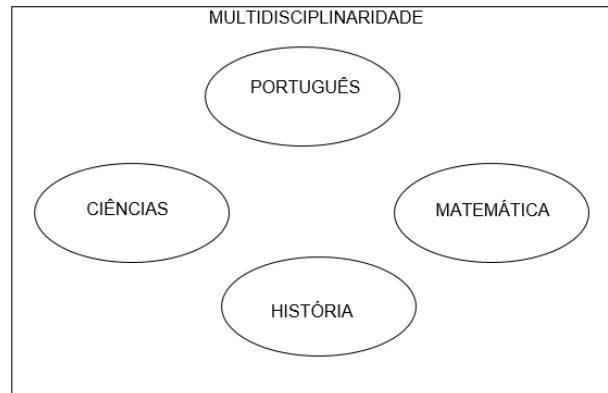 MULTIDISCIPLINARIDADE
PORTUGUÊS
CIÊNCIAS
MATEMÁTICA
HISTÓRIA